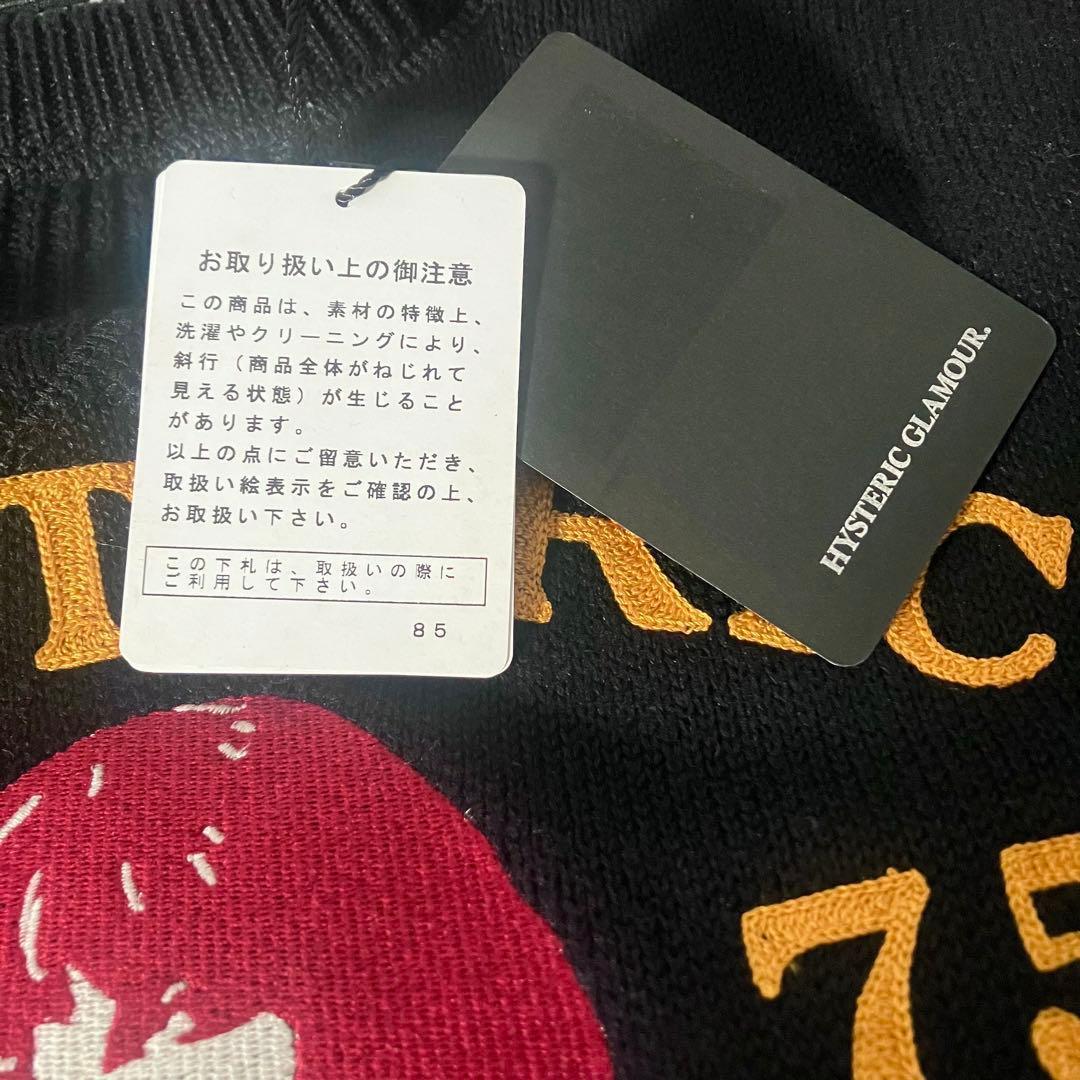 お取り扱い上の御注意
この商品は、素材の特徴上、
洗濯やクリーニングにより、
斜行（商品全体がねじれて
見える状態）が生じること
があります。
以上の点にご留意いただき、
取扱い絵表示をご確認の上、
お取扱い下さい。
この下札は、取扱いの際に
ご利用して下さい。
85
HYSTERIC GLAMOUR.
RIC
75